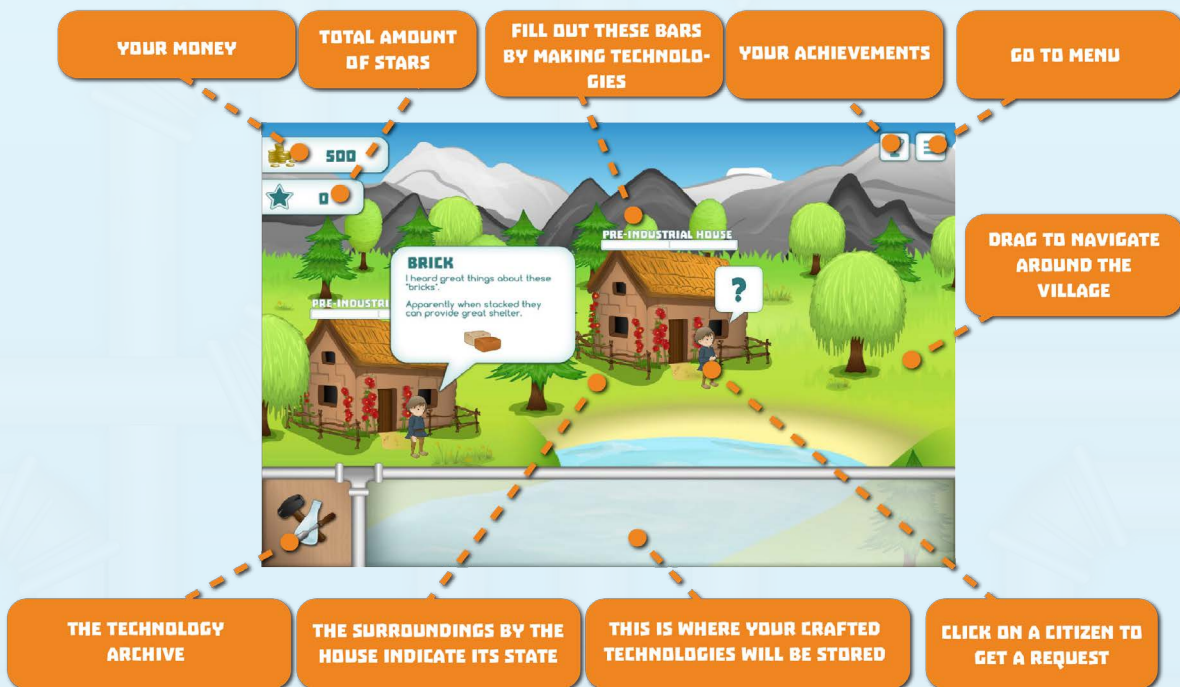 YOUR MONEY
TOTAL AMOUNT
OF STARS
FILL OUT THESE BARS
BY MAKING TECHNOLO-
GIES
YOUR ACHIEVEMENTS
GO TO MENU
500
0
PRE-INDUSTRIAL HOUSE
BRICK
I heard great things about these
"bricks".
Apparently when stacked they
can provide great shelter.
?
PRE-INDUSTRI
DRAG TO NAVIGATE
AROUND THE
VILLAGE
THE TECHNOLOGY
ARCHIVE
THE SURROUNDINGS BY THE
HOUSE INDICATE ITS STATE
THIS IS WHERE YOUR CRAFTED
TECHNOLOGIES WILL BE STORED
CLICK ON A CITIZEN TO
GET A REQUEST